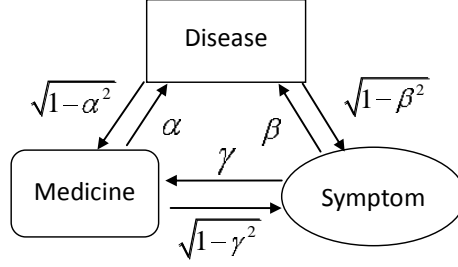 Disease
√1−α²
α
β
√1−β²
γ
Medicine
Symptom
√1−γ²